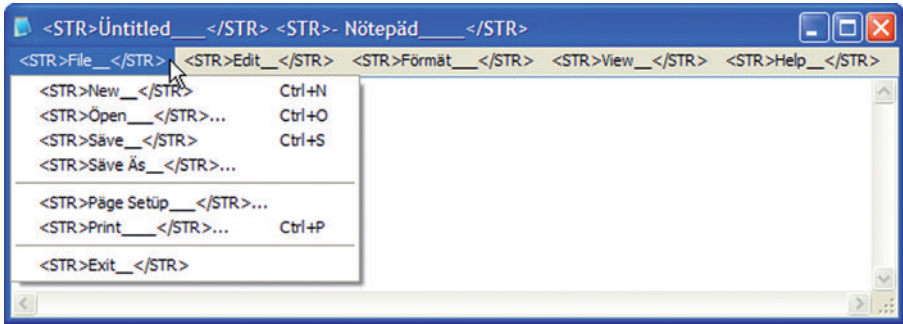 <STR>Üntitled____</STR> <STR>- Nötepäd_____</STR>
<STR>File__</STR> <STR>Edit__</STR> <STR>Förmät___</STR> <STR>View__</STR> <STR>Help__</STR>
<STR>New__</STR> Ctrl+N
<STR>Öpen___</STR>... Ctrl+O
<STR>Säve__</STR> Ctrl+S
<STR>Säve Äs__</STR>...
<STR>Päge Setüp___</STR>...
<STR>Print____</STR>... Ctrl+P
<STR>Exit__</STR>